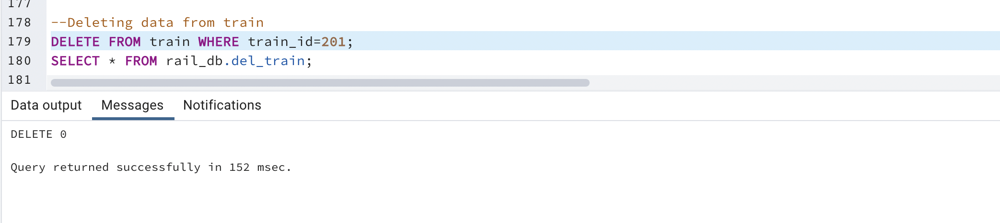 177
178 --Deleting data from train
179 DELETE FROM train WHERE train_id=201;
180 SELECT * FROM rail_db.del_train;
181
Data output Messages Notifications
DELETE 0
Query returned successfully in 152 msec.